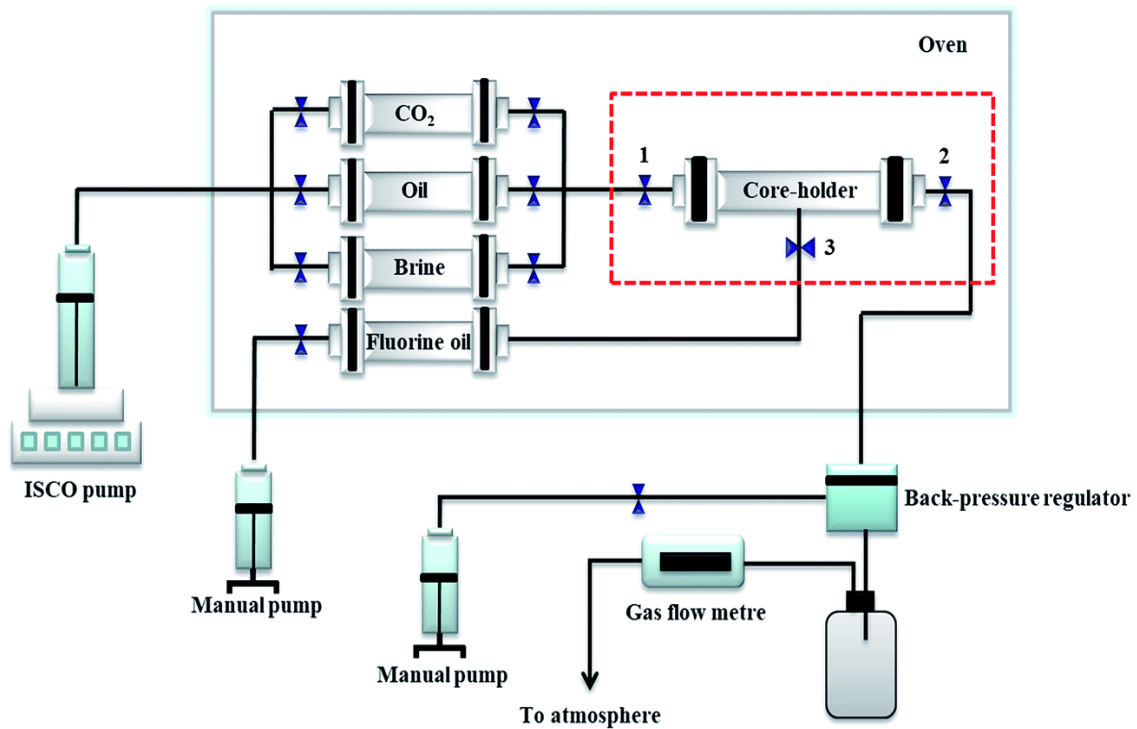 Oven
CO₂
1
2
Oil
Core-holder
3
Brine
Fluorine oil
ISCO pump
Back-pressure regulator
Manual pump
Gas flow metre
Manual pump
To atmosphere